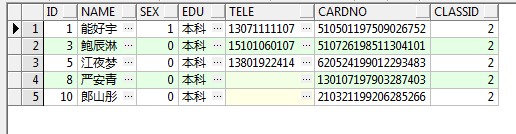 ID NAME SEX EDU TELE CARDNO CLASSID
1 1 能好宇 ··· 1 本科 ··· 13071111107 ··· 510501197509026752 2
2 3 鲍辰淋 ··· 0 本科 ··· 15101060107 ··· 510726198511304101 2
3 5 江夜梦 ··· 0 本科 ··· 13801922414 ··· 620524199012293483 2
4 8 严安青 ··· 0 本科 ··· ··· 130107197903287403 2
5 10 郎山彤 ··· 0 本科 ··· ··· 210321199206285266 2